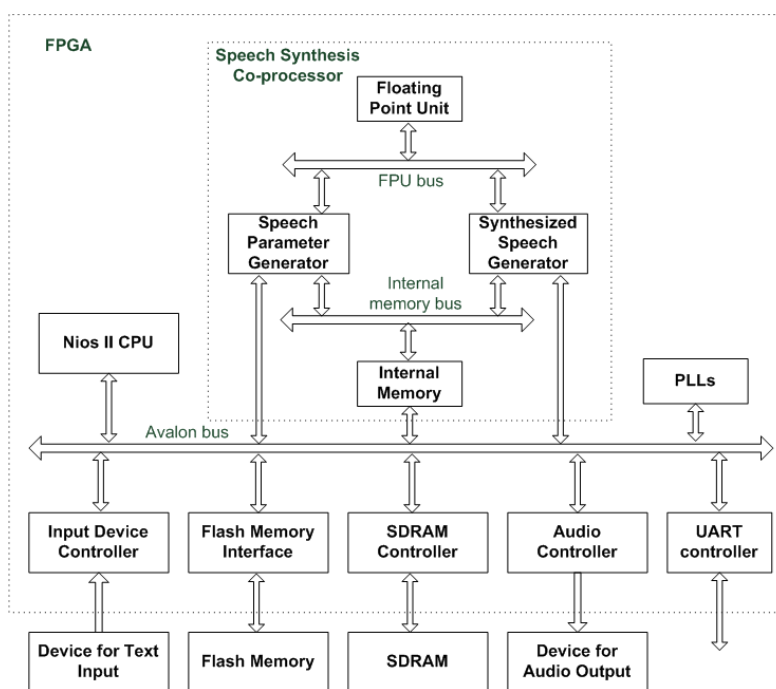 FPGA
Speech Synthesis
Co-processor
Floating
Point Unit
FPU bus
Speech
Parameter
Generator
Synthesized
Speech
Generator
Internal
memory bus
Nios II CPU
Internal
Memory
PLLs
Avalon bus
Input Device
Controller
Flash Memory
Interface
SDRAM
Controller
Audio
Controller
UART
controller
Device for Text
Input
Flash Memory
SDRAM
Device for
Audio Output